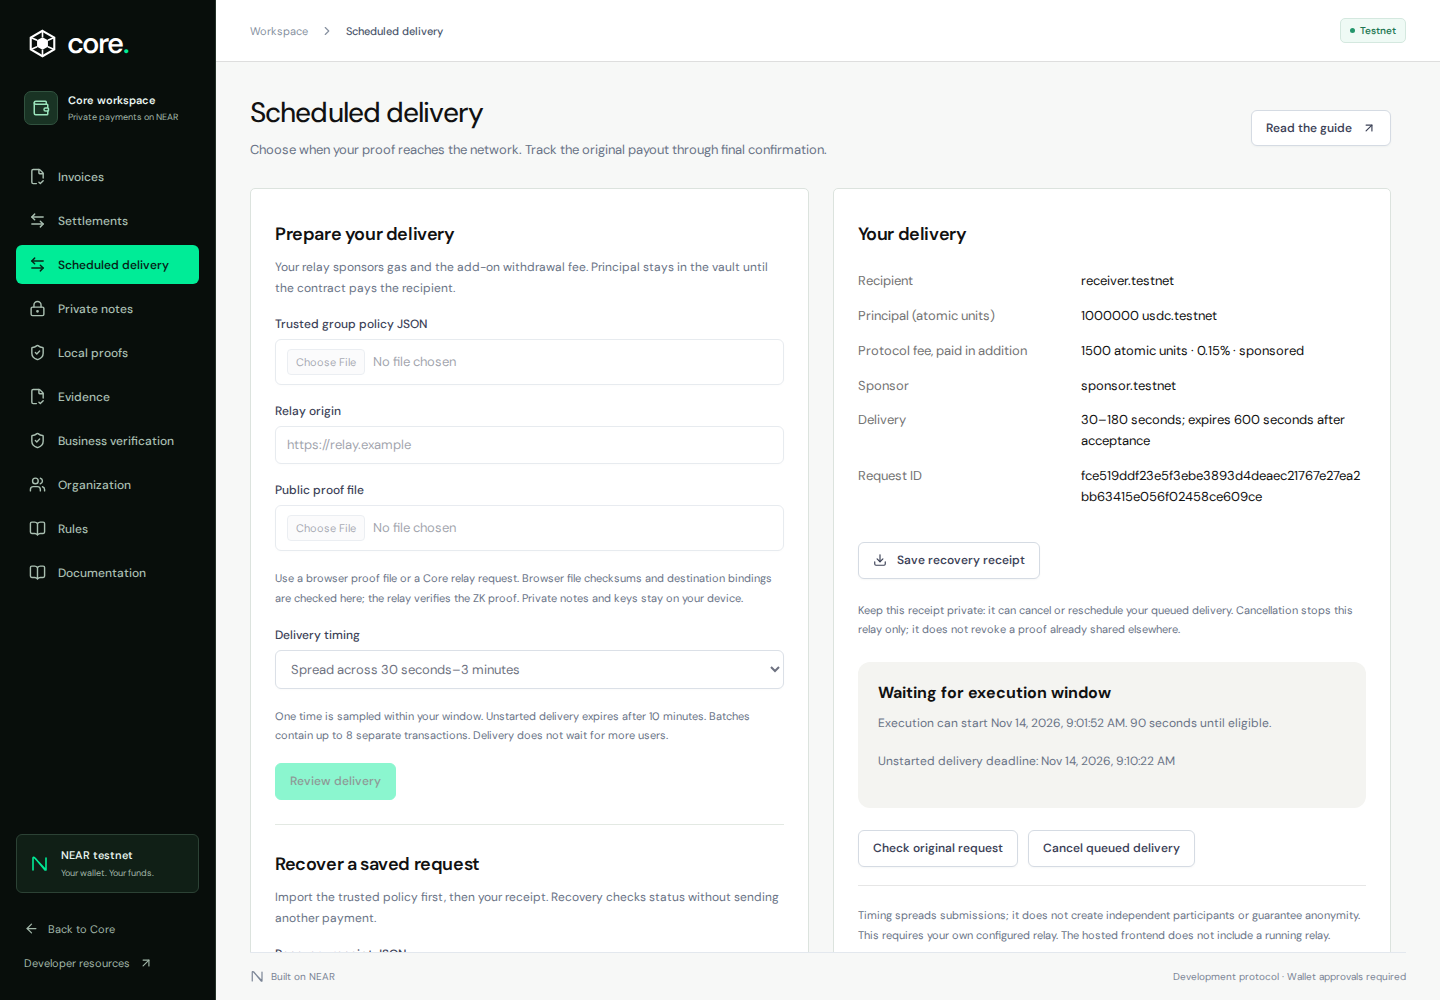 core.
Core workspace
Private payments on NEAR
Invoices
Settlements
Scheduled delivery
Private notes
Local proofs
Evidence
Business verification
Organization
Rules
Documentation
NEAR testnet
Your wallet. Your funds.
Back to Core
Developer resources
Workspace
Scheduled delivery
Testnet
Scheduled delivery
Choose when your proof reaches the network. Track the original payout through final confirmation.
Read the guide
Prepare your delivery
Your relay sponsors gas and the add-on withdrawal fee. Principal stays in the vault until
the contract pays the recipient.
Trusted group policy JSON
Choose File No file chosen
Relay origin
https://relay.example
Public proof file
Choose File No file chosen
Use a browser proof file or a Core relay request. Browser file checksums and destination bindings
are checked here; the relay verifies the ZK proof. Private notes and keys stay on your device.
Delivery timing
Spread across 30 seconds–3 minutes
One time is sampled within your window. Unstarted delivery expires after 10 minutes. Batches
contain up to 8 separate transactions. Delivery does not wait for more users.
Review delivery
Recover a saved request
Import the trusted policy first, then your receipt. Recovery checks status without sending
another payment.
Your delivery
Recipient receiver.testnet
Principal (atomic units) 1000000 usdc.testnet
Protocol fee, paid in addition 1500 atomic units · 0.15% · sponsored
Sponsor sponsor.testnet
Delivery 30–180 seconds; expires 600 seconds after
acceptance
Request ID fce519ddf23e5f3ebe3893d4deaec21767e27ea2
bb63415e056f02458ce609ce
Save recovery receipt
Keep this receipt private: it can cancel or reschedule your queued delivery. Cancellation stops this
relay only; it does not revoke a proof already shared elsewhere.
Waiting for execution window
Execution can start Nov 14, 2026, 9:01:52 AM. 90 seconds until eligible.
Unstarted delivery deadline: Nov 14, 2026, 9:10:22 AM
Check original request
Cancel queued delivery
Timing spreads submissions; it does not create independent participants or guarantee anonymity.
This requires your own configured relay. The hosted frontend does not include a running relay.
Built on NEAR
Development protocol · Wallet approvals required